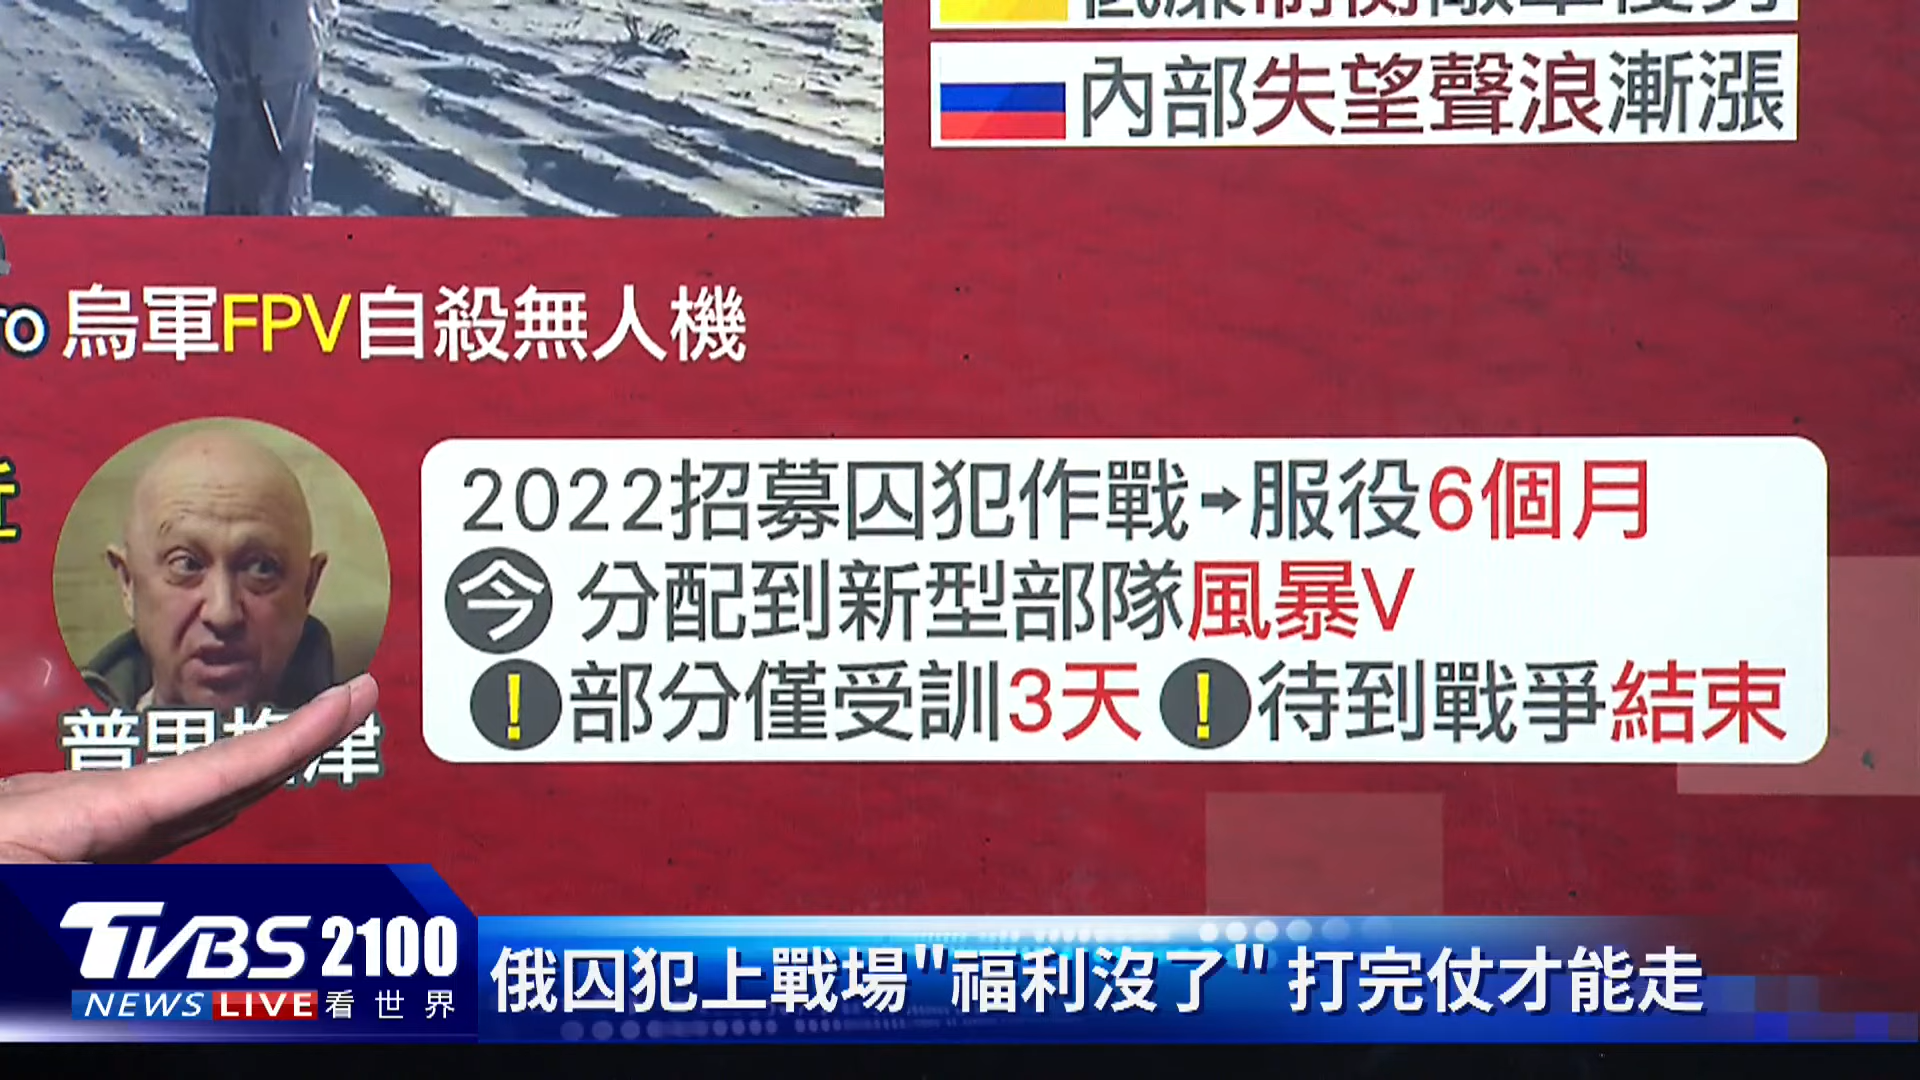 內部失望聲浪漸漲
ro
烏軍FPV自殺無人機
2022招募囚犯作戰→服役6個月
今 分配到新型部隊風暴V
!部分僅受訓3天 !待到戰爭結束
普里 津
TVBS 2100
NEWS LIVE 看世界
俄囚犯上戰場"福利沒了" 打完仗才能走